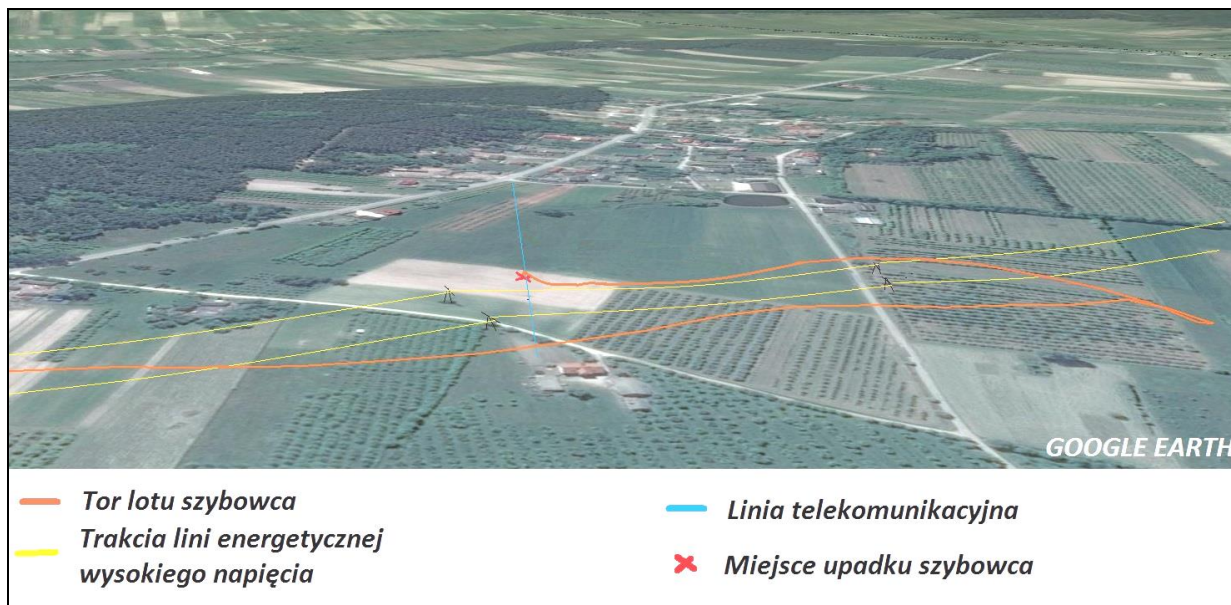 GOOGLE EARTH
Tor lotu szybowca
Trakcia lini energetycznej
wysokiego napięcia
Linia telekomunikacyjna
Miejsce upadku szybowca